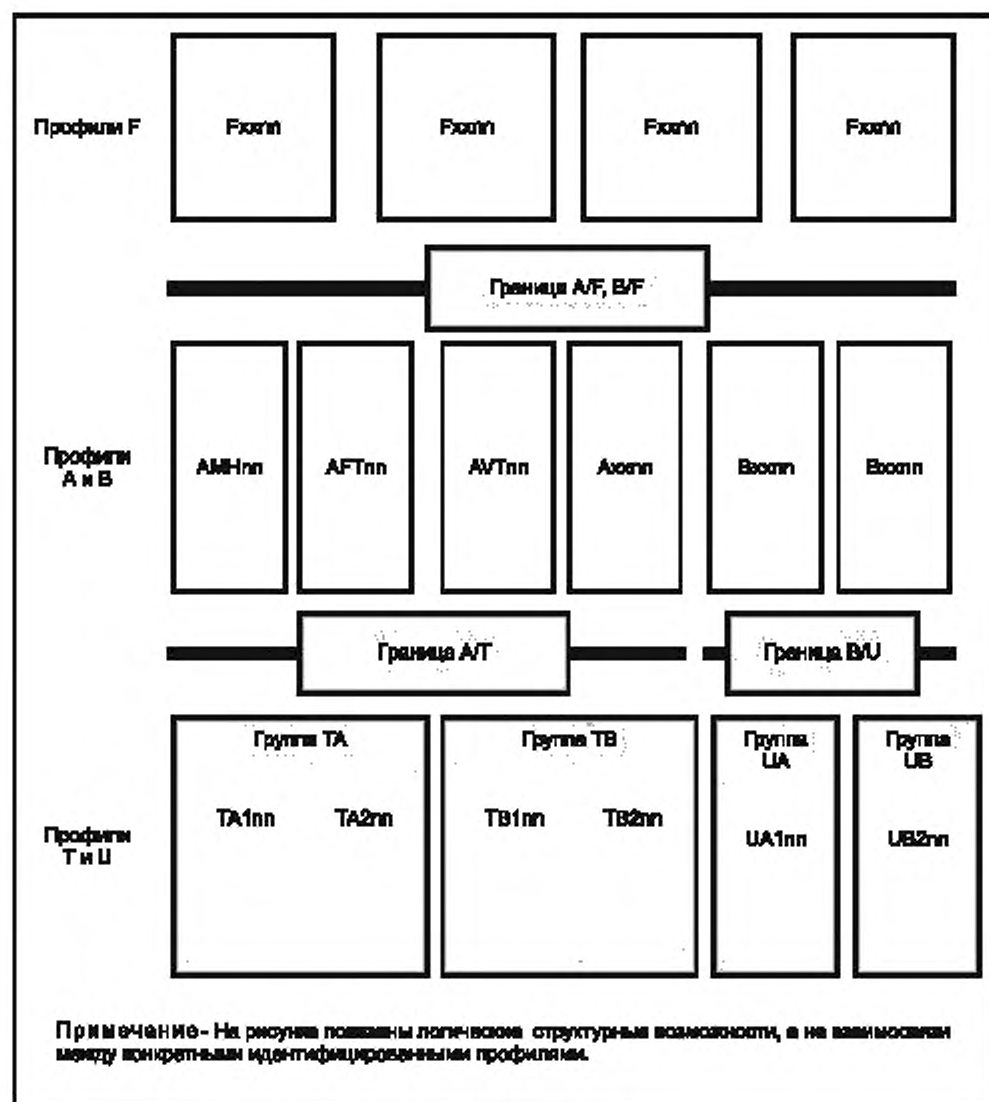 Профили F
Fxxnn
Fxxnn
Fxxnn
Fxxnn
Граница A/F, B/F
Профили
А и В
AMHnn
AFTnn
AVTnn
Axxnn
Bxxnn
Bxxnn
Граница A/T
Граница B/U
Профили
T и U
Группа TA
TA1nn TA2nn
Группа TB
TB1nn TB2nn
Группа
UA
UA1nn
Группа
UB
UB2nn
Примечание - На рисунке показаны логические структурные возможности, а не взаимосвязи
между конкретными идентифицированными профилями.